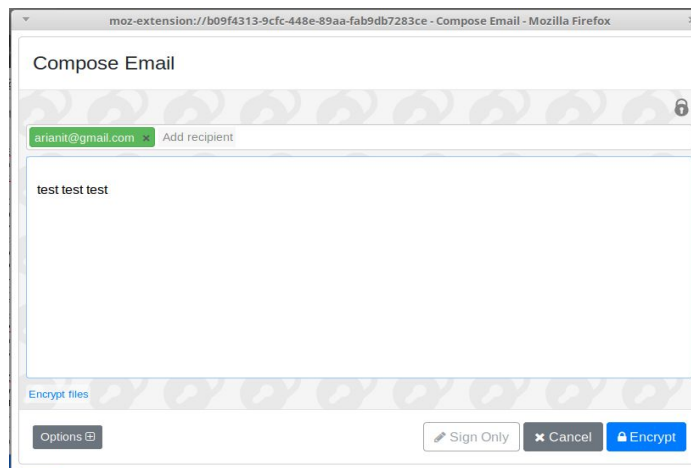 moz-extension://b09f4313-9cfc-448e-89aa-fab9db7283ce - Compose Email - Mozilla Firefox
Compose Email
arianit@gmail.com × Add recipient
test test test
Encrypt files
Options
Sign Only
Cancel
Encrypt